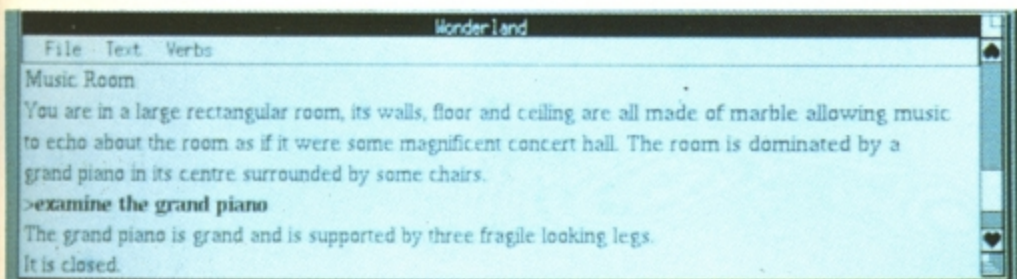 Wonderland
File Text Verbs
Music Room
You are in a large rectangular room, its walls, floor and ceiling are all made of marble allowing music
to echo about the room as if it were some magnificent concert hall. The room is dominated by a
grand piano in its centre surrounded by some chairs.
>examine the grand piano
The grand piano is grand and is supported by three fragile looking legs.
It is closed.